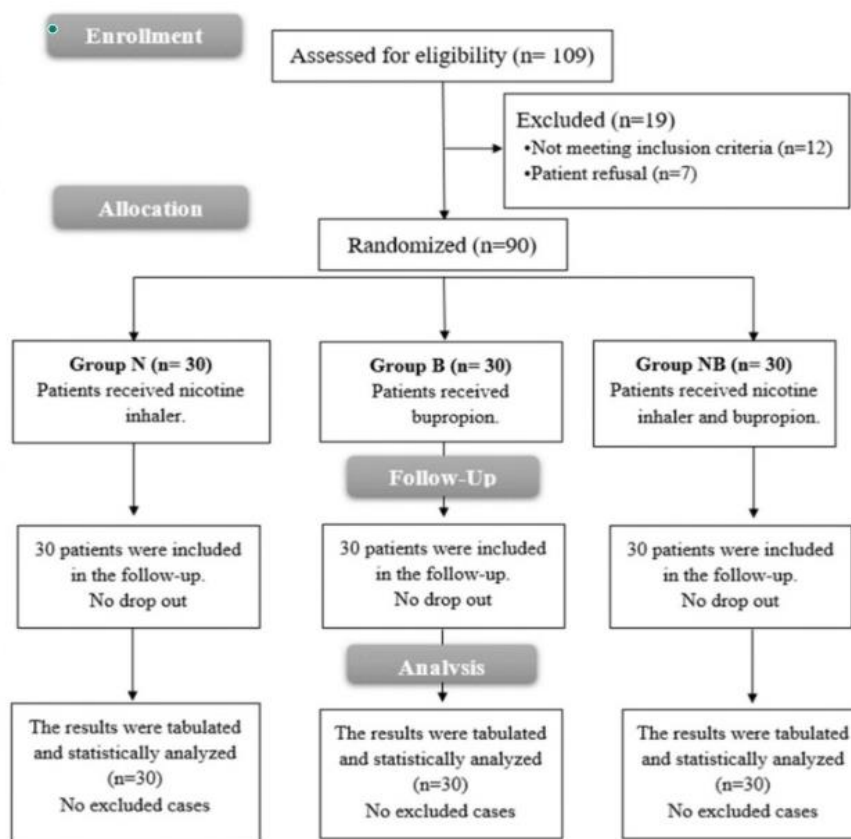 Enrollment
Assessed for eligibility (n= 109)
Excluded (n=19)
•Not meeting inclusion criteria (n=12)
•Patient refusal (n=7)
Allocation
Randomized (n=90)
Group N (n= 30)
Patients received nicotine
inhaler.
Group B (n= 30)
Patients received
bupropion.
Group NB (n= 30)
Patients received nicotine
inhaler and bupropion.
Follow-Up
30 patients were included
in the follow-up.
No drop out
30 patients were included
in the follow-up.
No drop out
30 patients were included
in the follow-up.
No drop out
Analysis
The results were tabulated
and statistically analyzed
(n=30)
No excluded cases
The results were tabulated
and statistically analyzed
(n=30)
No excluded cases
The results were tabulated
and statistically analyzed
(n=30)
No excluded cases